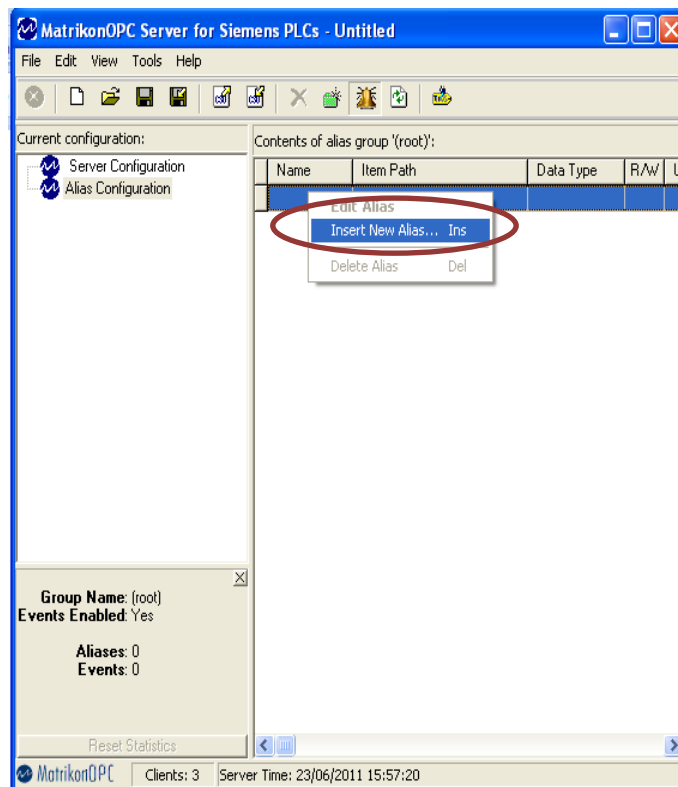 MatrikonOPC Server for Siemens PLCs - Untitled
File Edit View Tools Help
Current configuration:
Contents of alias group '(root)':
Server Configuration
Alias Configuration
Name Item Path Data Type R/W U
Edit Alias
Insert New Alias... Ins
Delete Alias Del
Group Name: (root)
Events Enabled: Yes
Aliases: 0
Events: 0
Reset Statistics
MatrikonOPC Clients: 3 Server Time: 23/06/2011 15:57:20